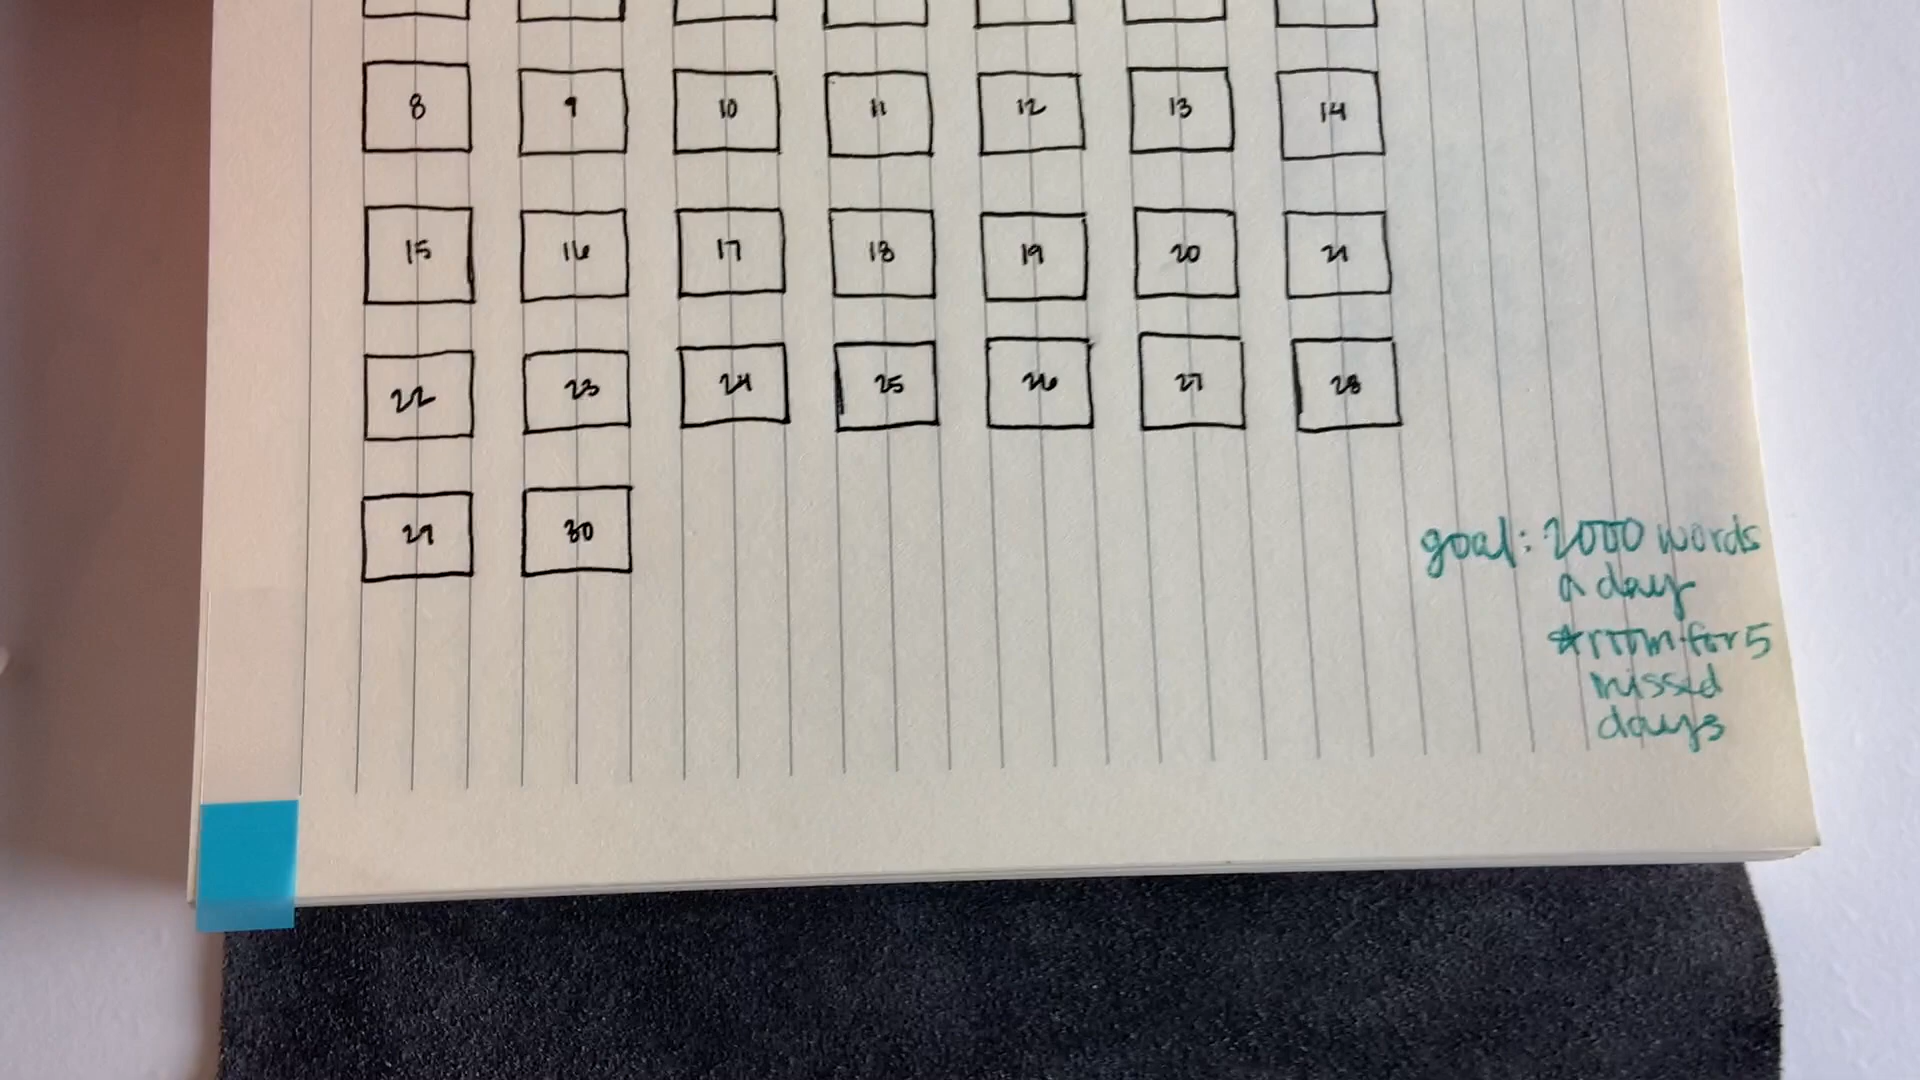 8 9 10 11 12 13 14
15 16 17 18 19 20 21
22 23 24 25 26 27 28
29 30
goal: 2000 words
a day
*room for 5
missed
days